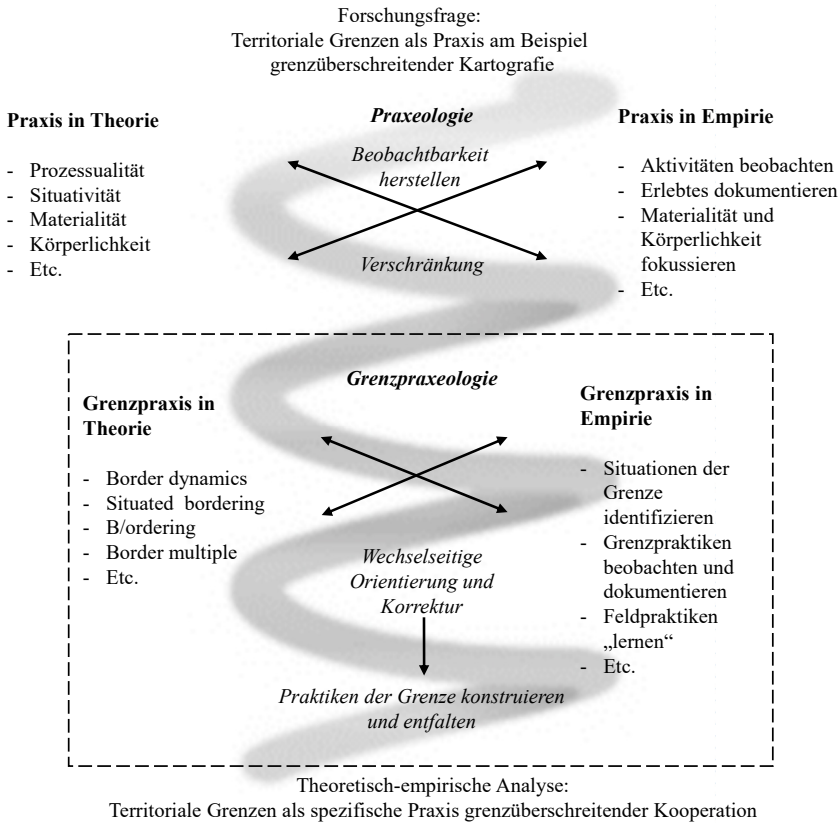 Forschungsfrage:
Territoriale Grenzen als Praxis am Beispiel
grenzüberschreitender Kartografie
Praxis in Theorie
- Prozessualität
- Situativität
- Materialität
- Körperlichkeit
- Etc.
Praxeologie
Beobachtbarkeit
herstellen
Verschränkung
Praxis in Empirie
- Aktivitäten beobachten
- Erlebtes dokumentieren
- Materialität und
Körperlichkeit
fokussieren
- Etc.
Grenzpraxis in
Theorie
- Border dynamics
- Situated bordering
- B/ordering
- Border multiple
- Etc.
Grenzpraxeologie
Wechselseitige
Orientierung und
Korrektur
Praktiken der Grenze konstruieren
und entfalten
Grenzpraxis in
Empirie
- Situationen der
Grenze
identifizieren
- Grenzpraktiken
beobachten und
dokumentieren
- Feldpraktiken
„lernen“
- Etc.
Theoretisch-empirische Analyse:
Territoriale Grenzen als spezifische Praxis grenzüberschreitender Kooperation